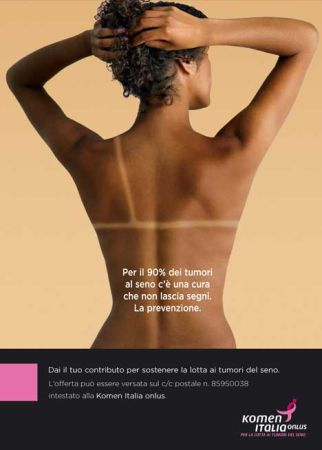 Per il 90% dei tumori
al seno c'è una cura
che non lascia segni.
La prevenzione.
Dai il tuo contributo per sostenere la lotta ai tumori del seno.
L'offerta può essere versata sul c/c postale n. 85950038
intestato alla Komen Italia onlus
Komen
ITALIA onlus
PER LA LOTTA AI TUMORI DEL SENO